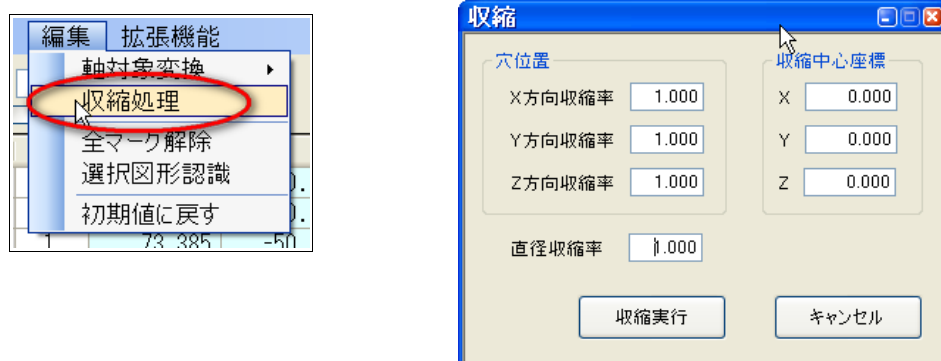 編集 拡張機能
軸対象変換
収縮処理
全マーク解除
選択図形認識
初期値に戻す
1 73.385 -50
収縮
穴位置
X方向収縮率 1.000
Y方向収縮率 1.000
Z方向収縮率 1.000
収縮中心座標
X 0.000
Y 0.000
Z 0.000
直径収縮率 1.000
収縮実行 キャンセル